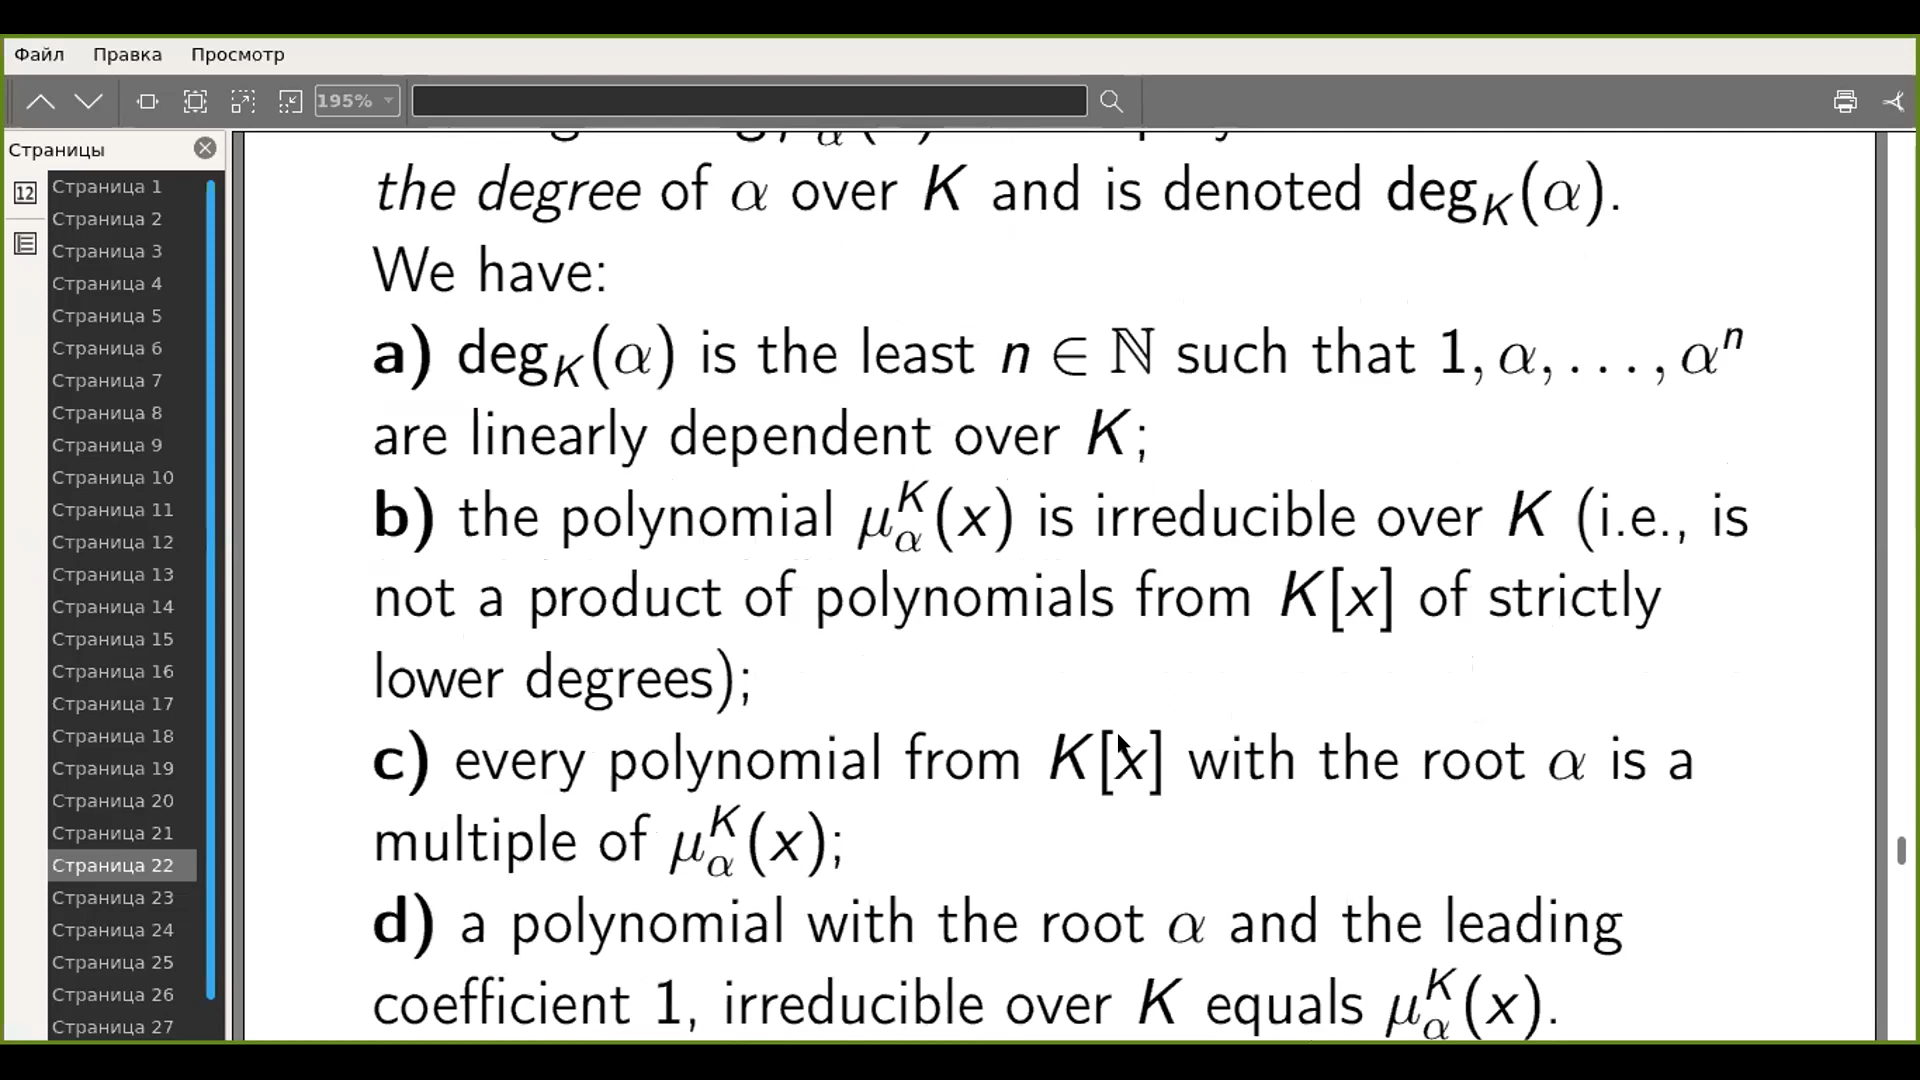 Файл Правка Просмотр
195%
Страницы
12
Страница 1
Страница 2
Страница 3
Страница 4
Страница 5
Страница 6
Страница 7
Страница 8
Страница 9
Страница 10
Страница 11
Страница 12
Страница 13
Страница 14
Страница 15
Страница 16
Страница 17
Страница 18
Страница 19
Страница 20
Страница 21
Страница 22
Страница 23
Страница 24
Страница 25
Страница 26
Страница 27
the degree of α over K and is denoted deg_K(α).
We have:
a) deg_K(α) is the least n ∈ ℕ such that 1, α, . . . , α^n
are linearly dependent over K;
b) the polynomial μ_α^K(x) is irreducible over K (i.e., is
not a product of polynomials from K[x] of strictly
lower degrees);
c) every polynomial from K[x] with the root α is a
multiple of μ_α^K(x);
d) a polynomial with the root α and the leading
coefficient 1, irreducible over K equals μ_α^K(x).